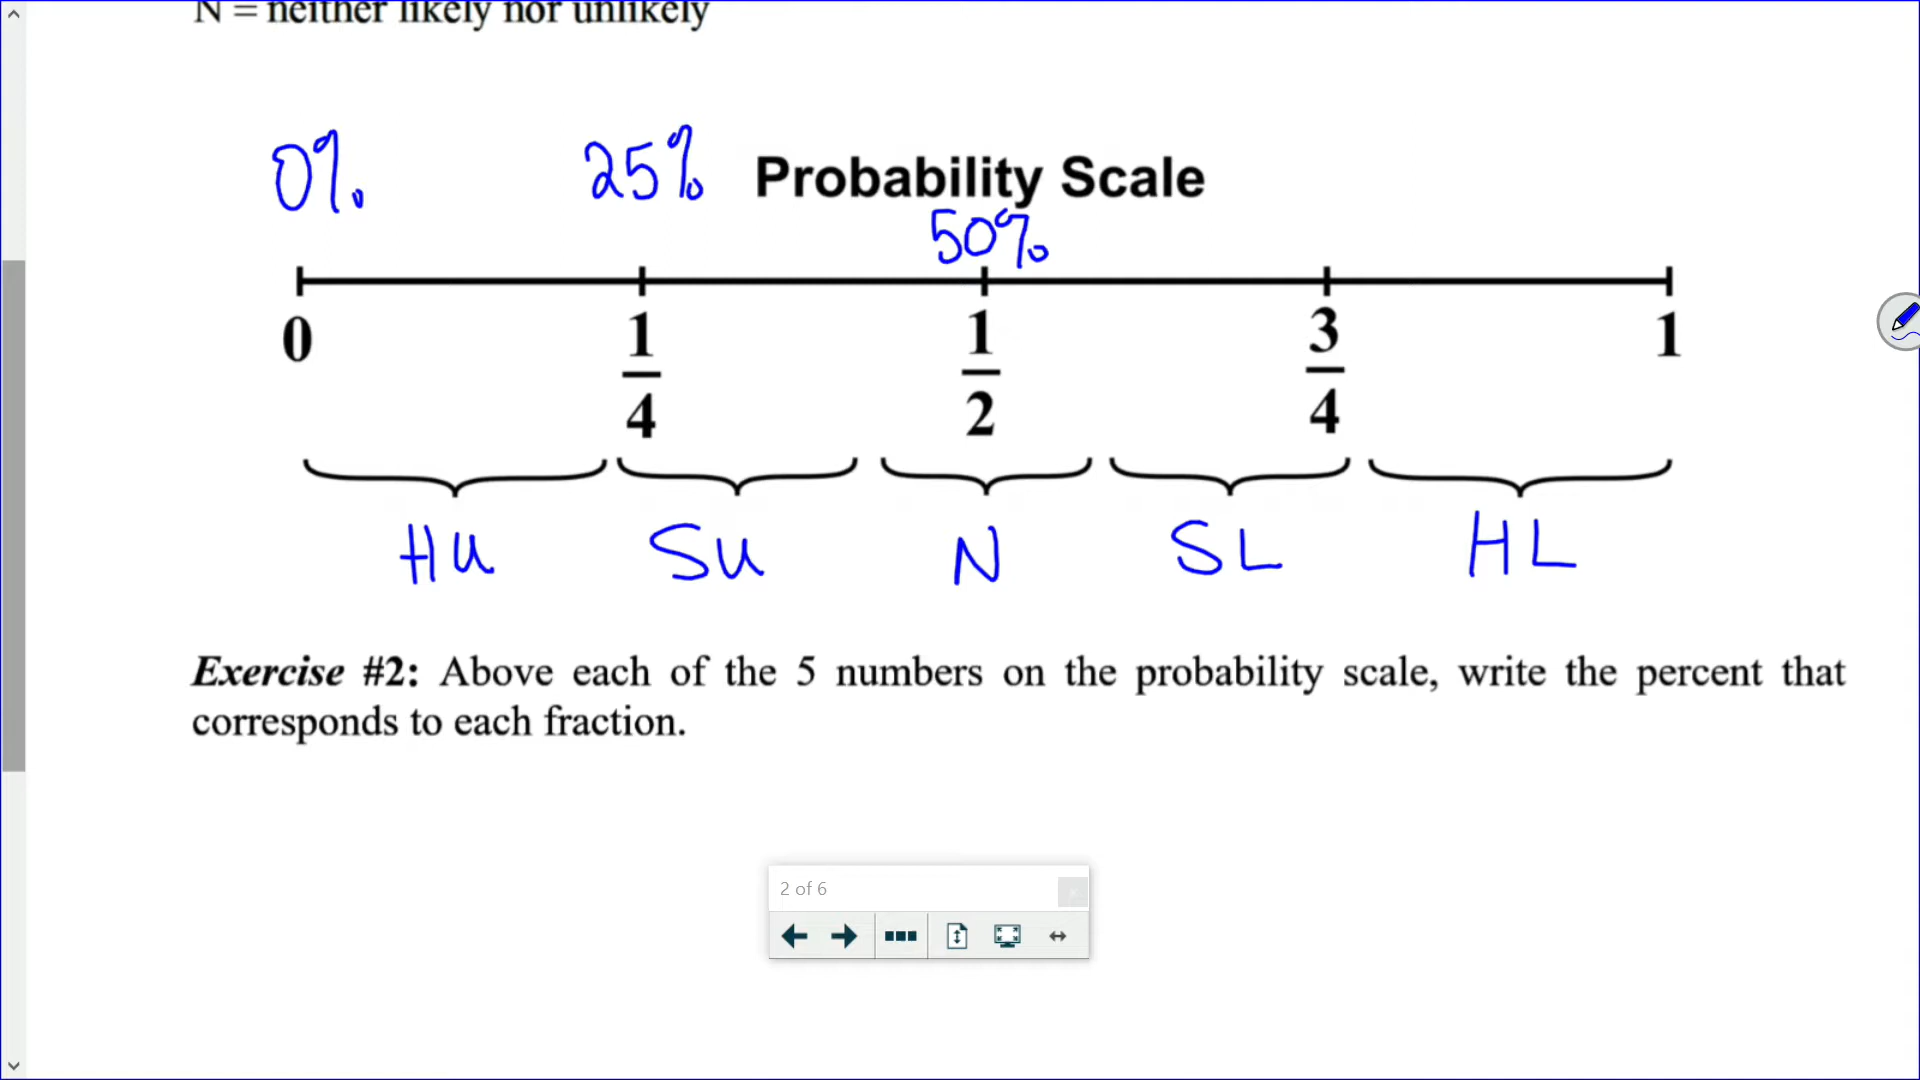 N = neither likely nor unlikely
0% 25% Probability Scale
50%
0 1/4 1/2 3/4 1
HU SU N SL HL
Exercise #2: Above each of the 5 numbers on the probability scale, write the percent that
corresponds to each fraction.
2 of 6